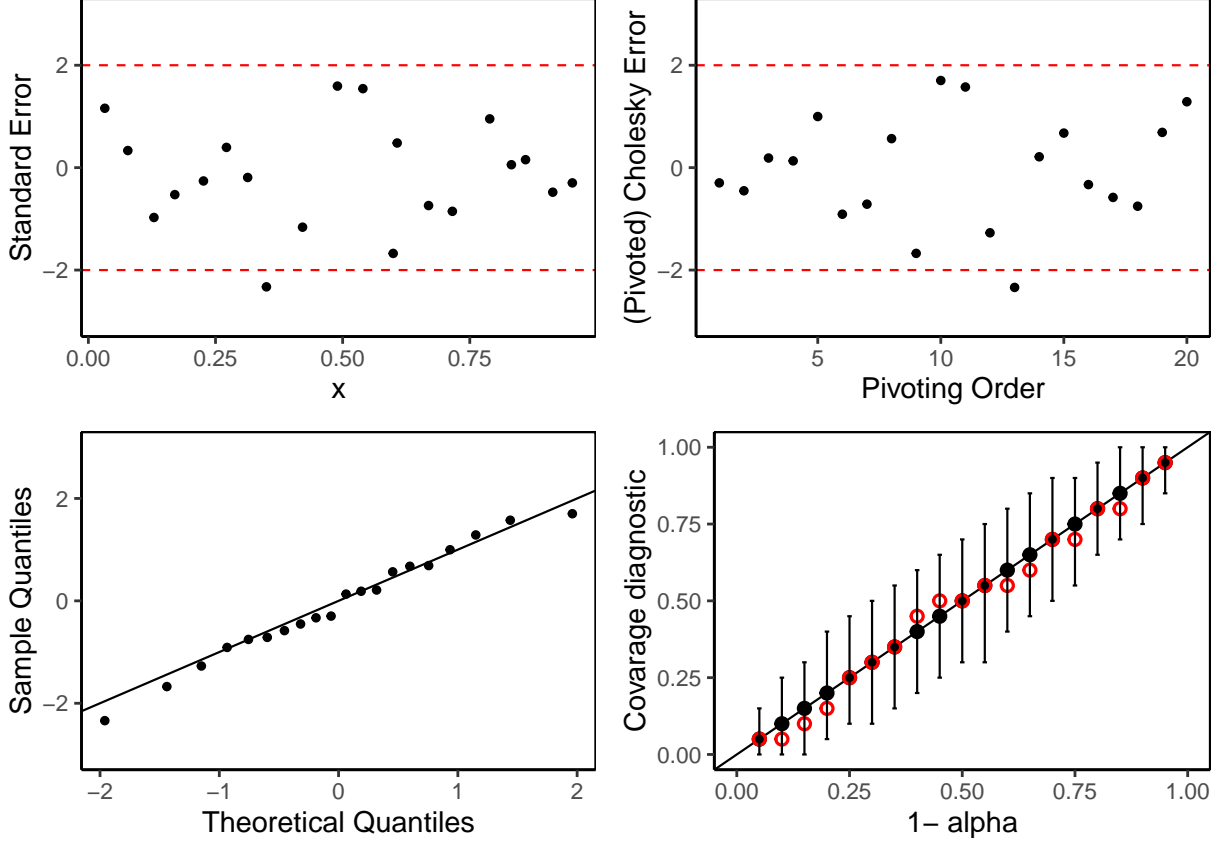 Standard Error
2
0
−2
0.00 0.25 0.50 0.75
x
(Pivoted) Cholesky Error
2
0
−2
5 10 15 20
Pivoting Order
Sample Quantiles
2
0
−2
−2 −1 0 1 2
Theoretical Quantiles
Covarage diagnostic
1.00
0.75
0.50
0.25
0.00
0.00 0.25 0.50 0.75 1.00
1− alpha